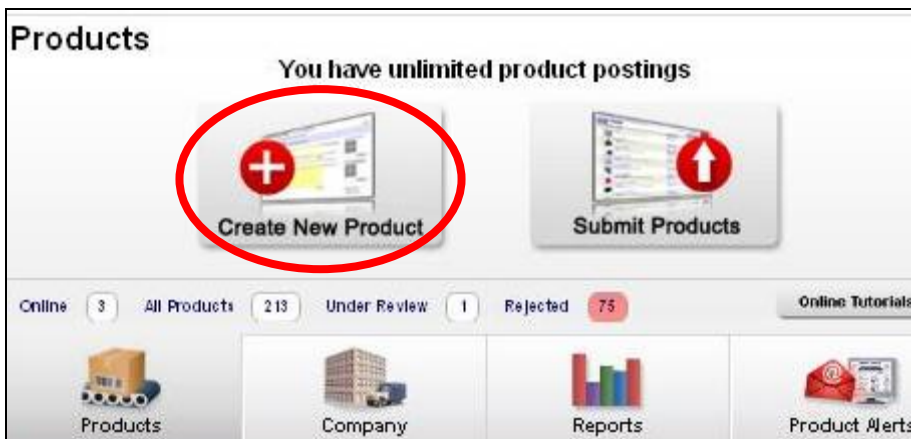 Products
You have unlimited product postings
Create New Product
Submit Products
Online 3 All Products 213 Under Review 1 Rejected 75 Online Tutorials
Products Company Reports Product Alerts